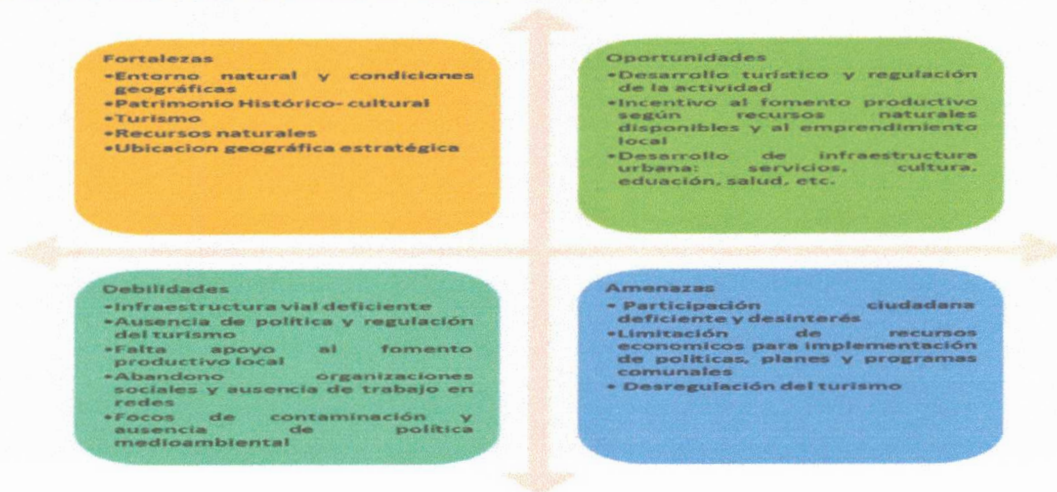 Fortalezas
•Entorno natural y condiciones
geográficas
•Patrimonio Histórico- cultural
•Turismo
•Recursos naturales
•Ubicacion geográfica estratégica
Oportunidades
•Desarrollo turístico y regulación
de la actividad
•Incentivo al fomento productivo
según recursos naturales
disponibles y al emprendimiento
local
•Desarrollo de infraestructura
urbana: servicios, cultura,
eduación, salud, etc.
Debilidades
•Infraestructura vial deficiente
•Ausencia de política y regulación
del turismo
•Falta apoyo al fomento
productivo local
•Abandono organizaciones
sociales y ausencia de trabajo en
redes
•Focos de contaminación y
ausencia de política
medioambiental
Amenazas
• Participación ciudadana
deficiente y desinterés
•Limitación de recursos
economicos para implementación
de politicas, planes y programas
comunales
• Desregulación del turismo